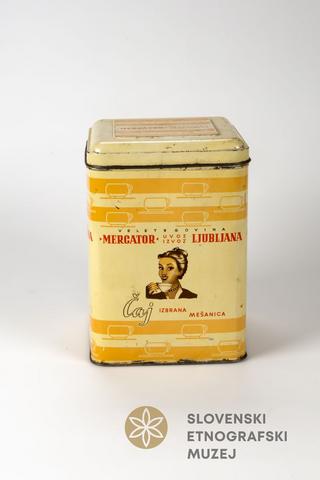 VELETRGOVINA
MERCATOR · UVOZ IZVOZ LJUBLJANA
Čaj IZBRANA MEŠANICA
SLOVENSKI
ETNOGRAFSKI
MUZEJ